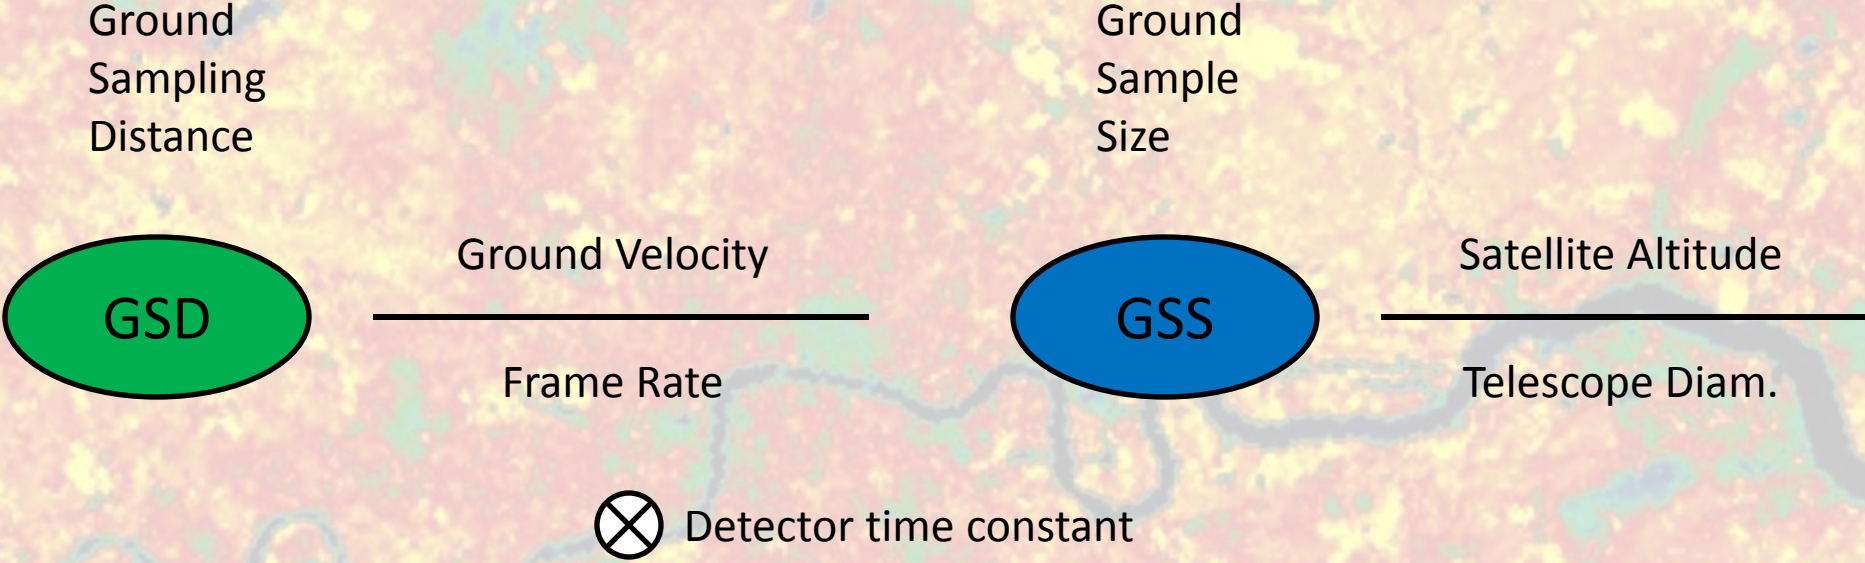 Ground
Sampling
Distance
GSD
Ground Velocity
Frame Rate
Ground
Sample
Size
GSS
Satellite Altitude
Telescope Diam.
Detector time constant